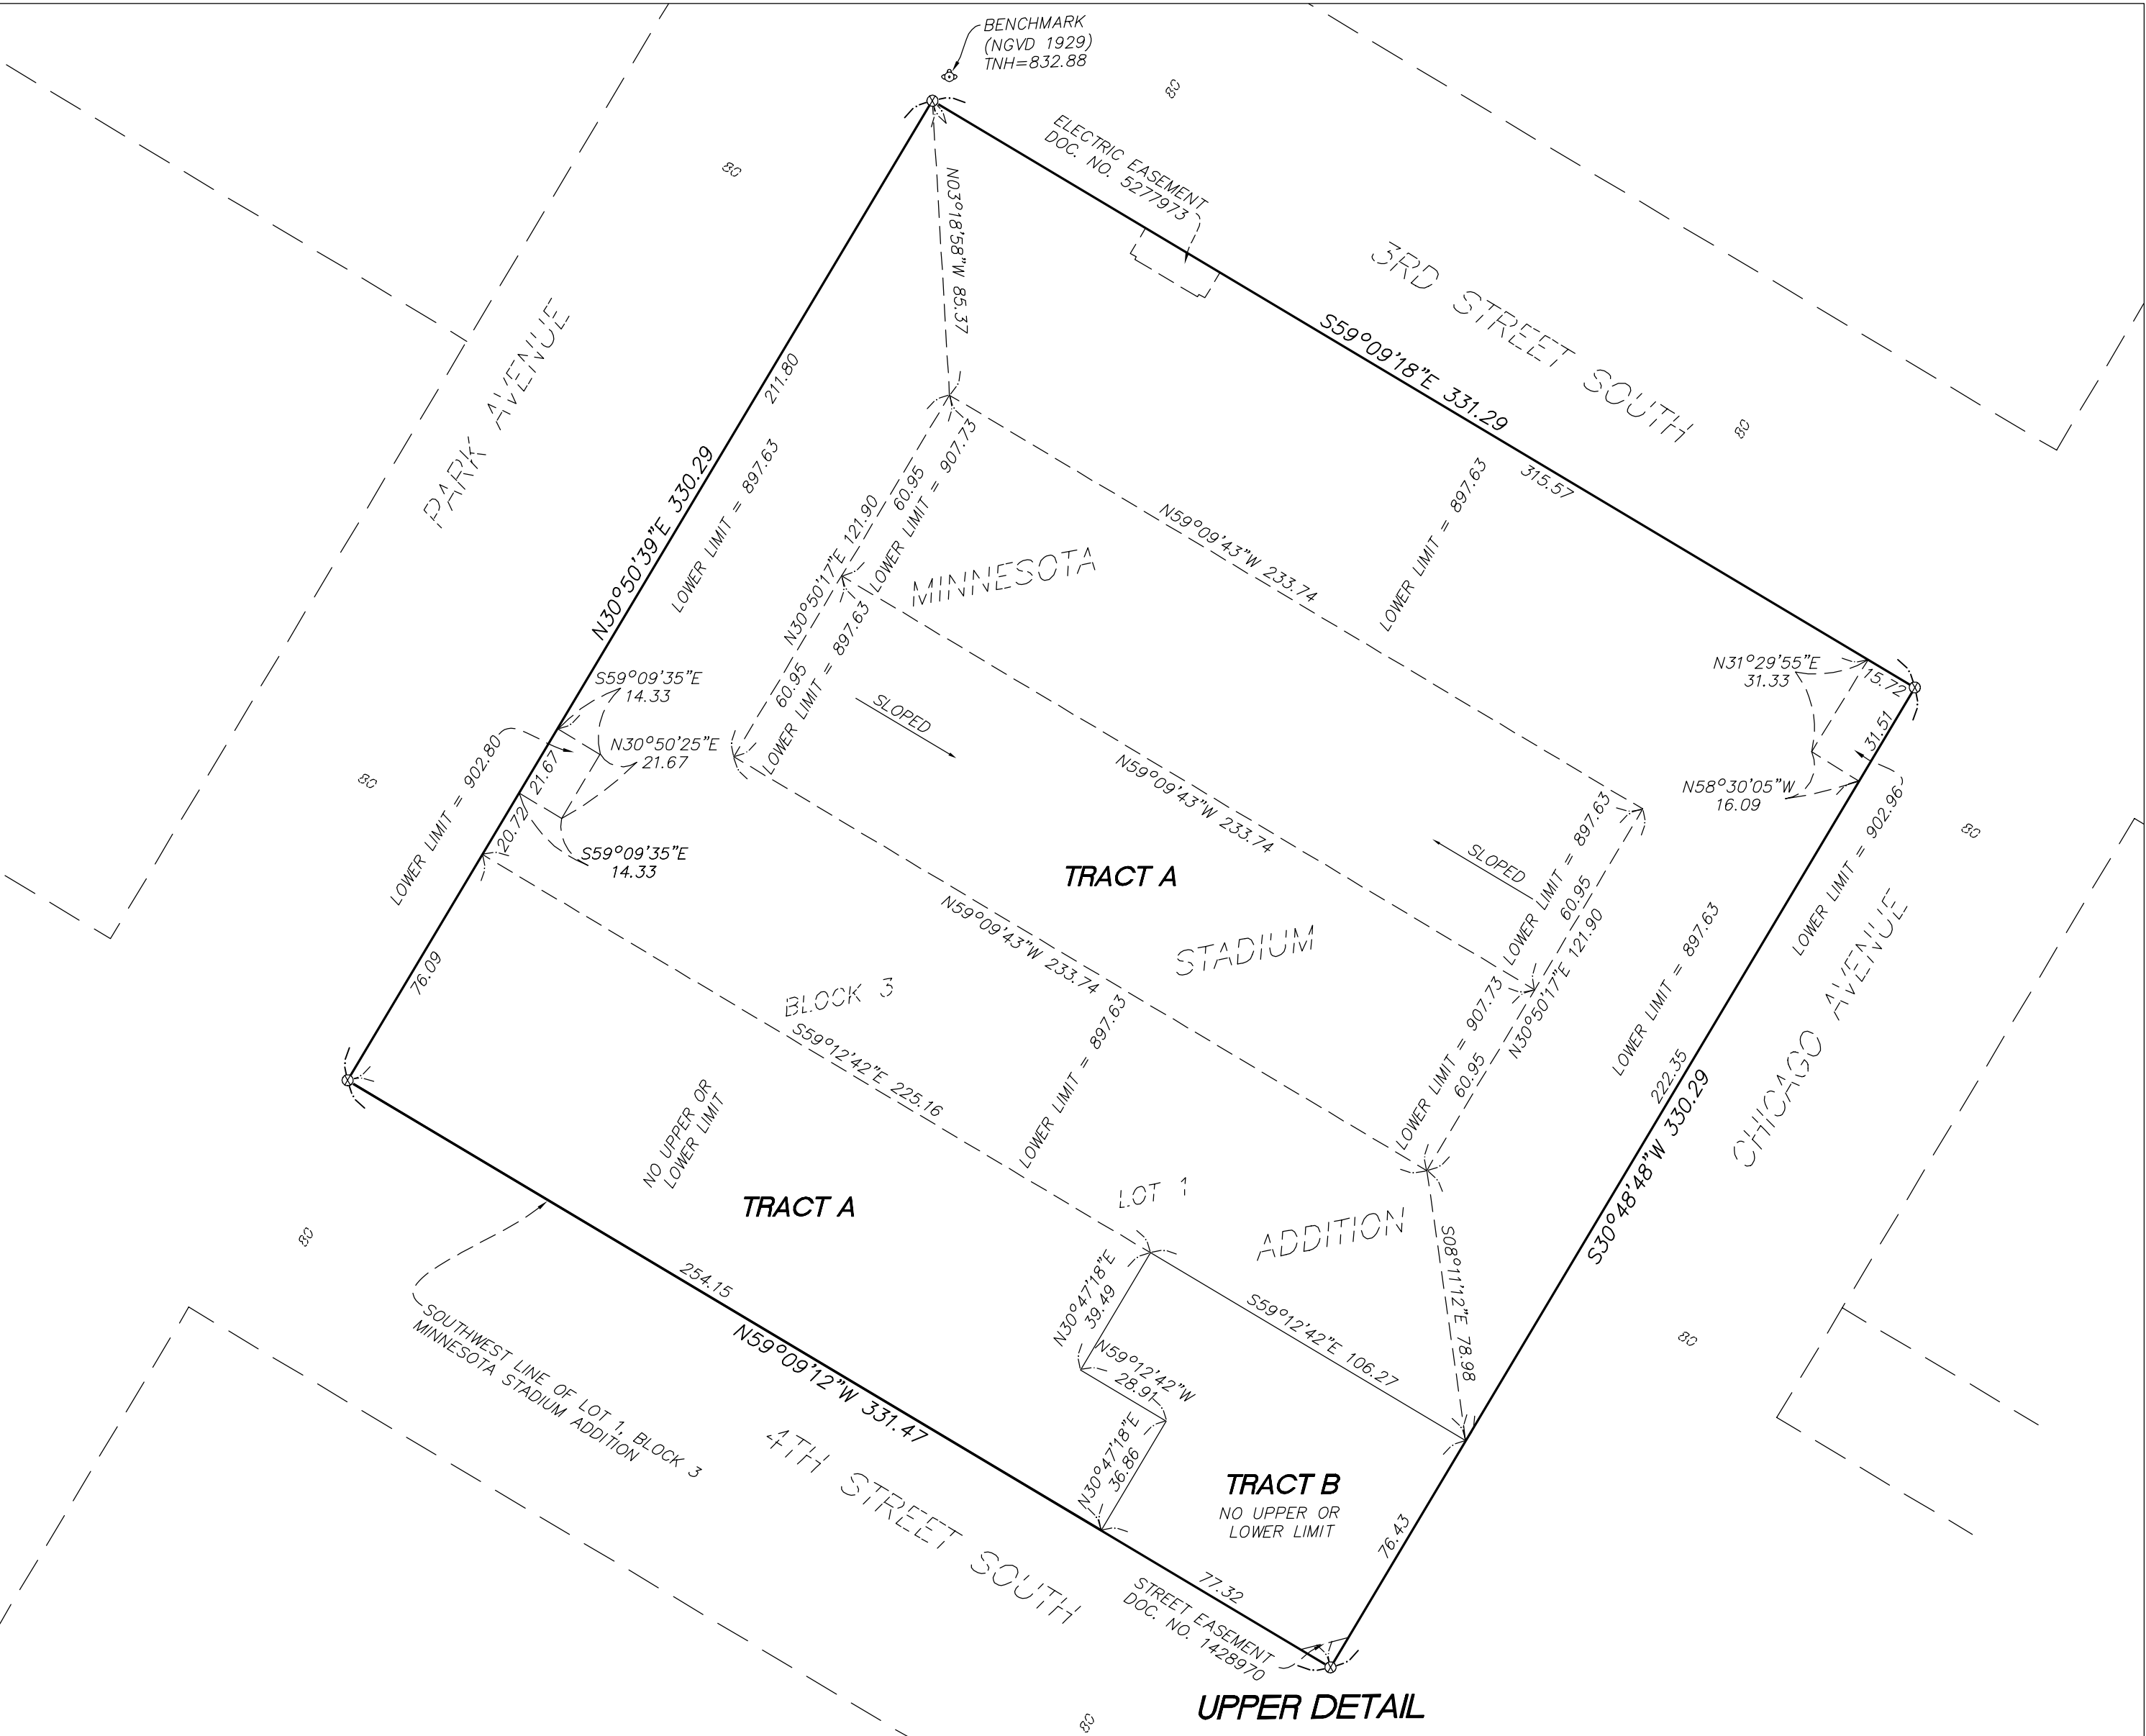 BENCHMARK
(NGVD 1929)
TNH=832.88
80
80
ELECTRIC EASEMENT
DOC. NO. 5277973
N03°18'58"W 85.37
3RD STREET SOUTH
S59°09'18"E 331.29
315.57
80
PARK AVENUE
211.80
N30°50'39"E 330.29
LOWER LIMIT = 897.63
N30°50'17"E 121.90
60.95
LOWER LIMIT = 907.73
60.95
LOWER LIMIT = 897.63
MINNESOTA
N59°09'43"W 233.74
LOWER LIMIT = 897.63
N31°29'55"E
31.33
15.72
31.51
N58°30'05"W
16.09
LOWER LIMIT = 902.96
80
S59°09'35"E
14.33
N30°50'25"E
21.67
21.67
LOWER LIMIT = 902.80
20.72
S59°09'35"E
14.33
80
SLOPED
N59°09'43"W 233.74
TRACT A
SLOPED
LOWER LIMIT = 897.63
60.95
N30°50'17"E 121.90
LOWER LIMIT = 907.73
60.95
LOWER LIMIT = 897.63
222.35
S30°48'48"W 330.29
CHICAGO AVENUE
80
N59°09'43"W 233.74
STADIUM
76.09
BLOCK 3
S59°12'42"E 225.16
LOWER LIMIT = 897.63
NO UPPER OR
LOWER LIMIT
TRACT A
LOT 1
ADDITION
S08°11'12"E 78.98
N30°47'18"E
39.49
S59°12'42"E 106.27
N59°12'42"W
28.91
N30°47'18"E
36.86
80
254.15
N59°09'12"W 331.47
SOUTHWEST LINE OF LOT 1, BLOCK 3
MINNESOTA STADIUM ADDITION
4TH STREET SOUTH
TRACT B
NO UPPER OR
LOWER LIMIT
76.43
77.32
STREET EASEMENT
DOC. NO. 1428970
80
UPPER DETAIL